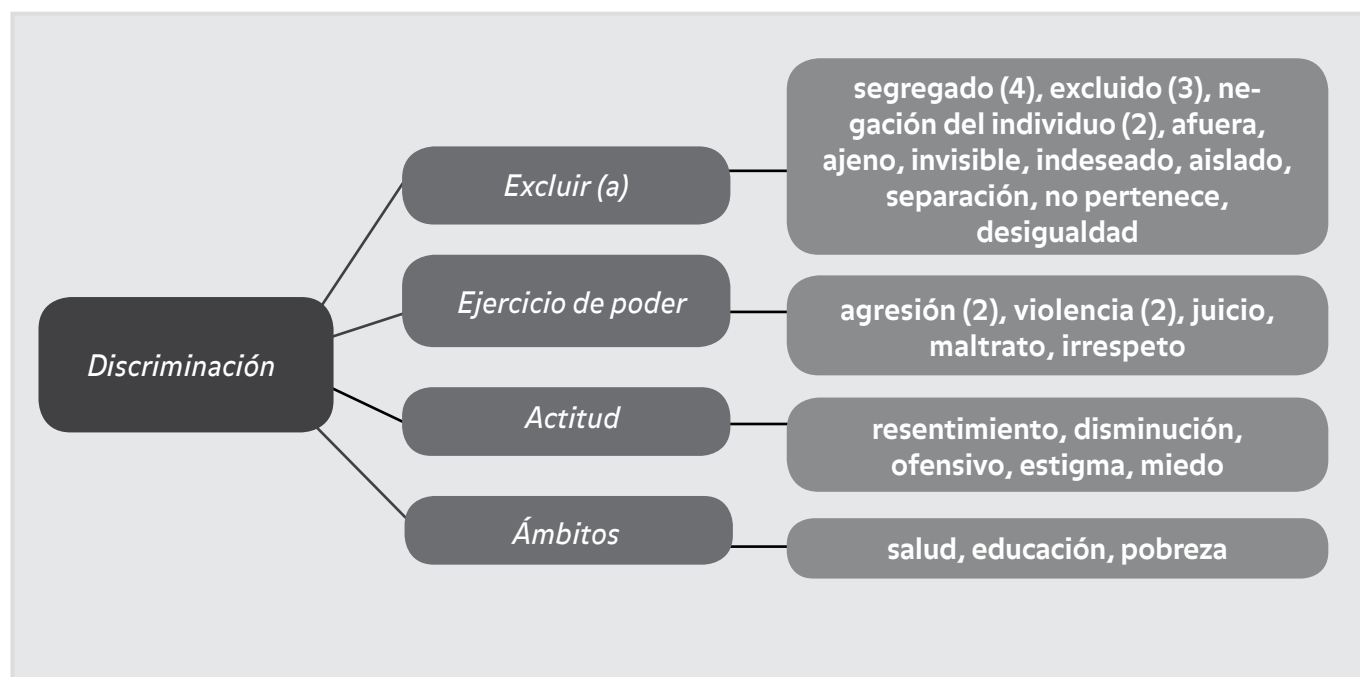 Discriminación
Excluir (a)
segregado (4), excluido (3), ne-
gación del individuo (2), afuera,
ajeno, invisible, indeseado, aislado,
separación, no pertenece,
desigualdad
Ejercicio de poder
agresión (2), violencia (2), juicio,
maltrato, irrespeto
Actitud
resentimiento, disminución,
ofensivo, estigma, miedo
Ámbitos
salud, educación, pobreza